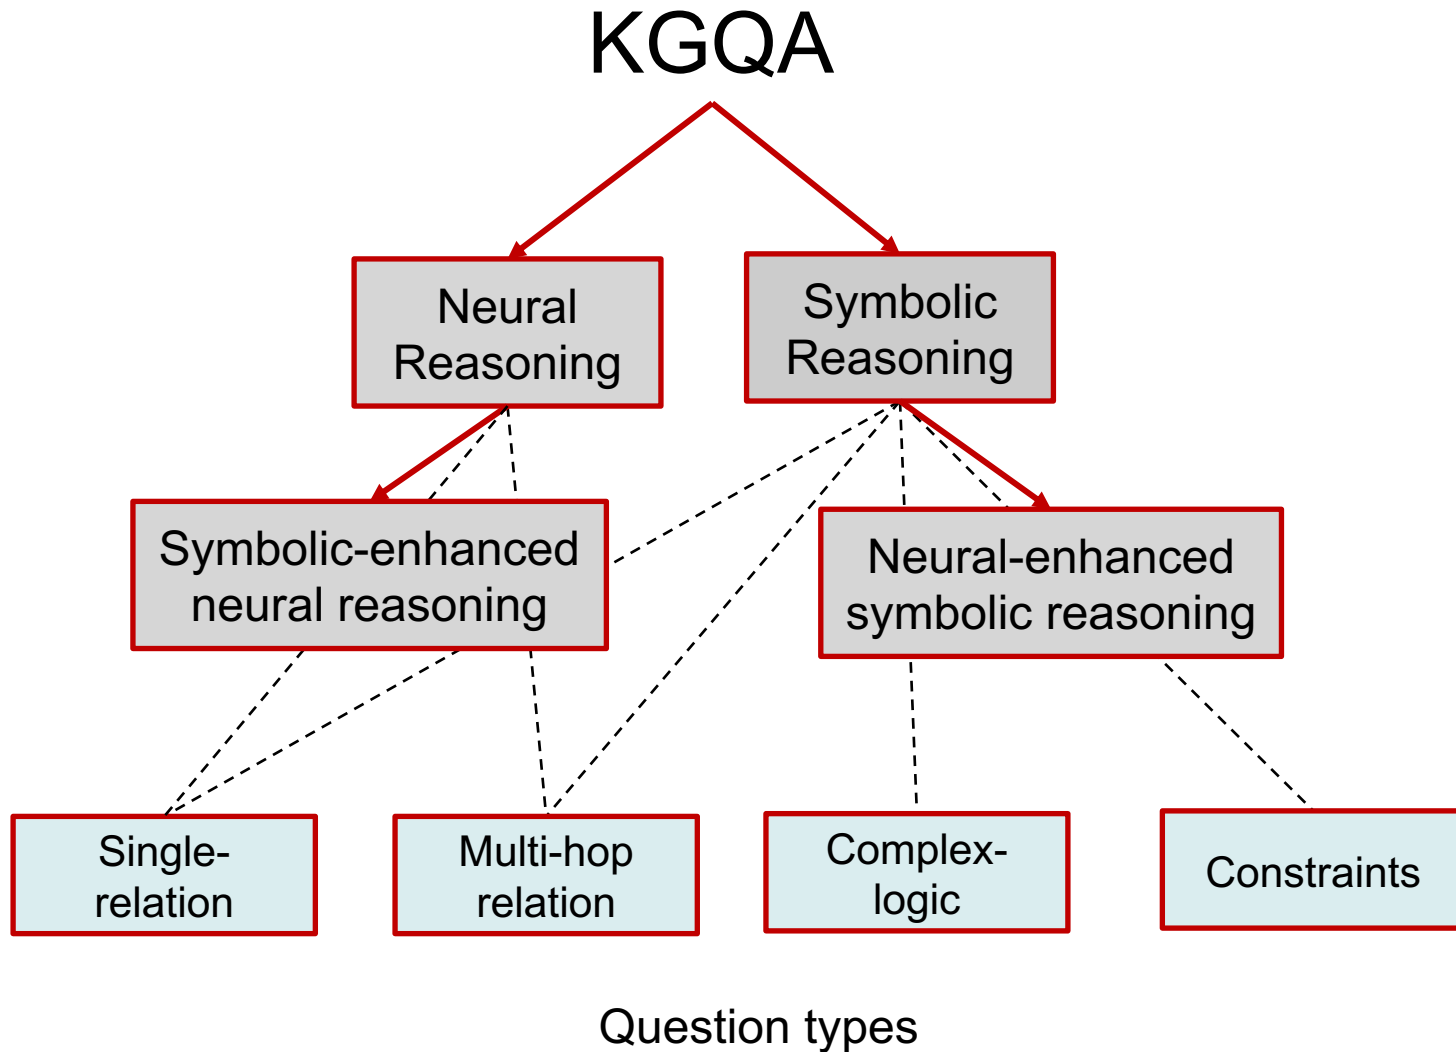 KGQA
Neural
Reasoning
Symbolic
Reasoning
Symbolic-enhanced
neural reasoning
Neural-enhanced
symbolic reasoning
Single-
relation
Multi-hop
relation
Complex-
logic
Constraints
Question types